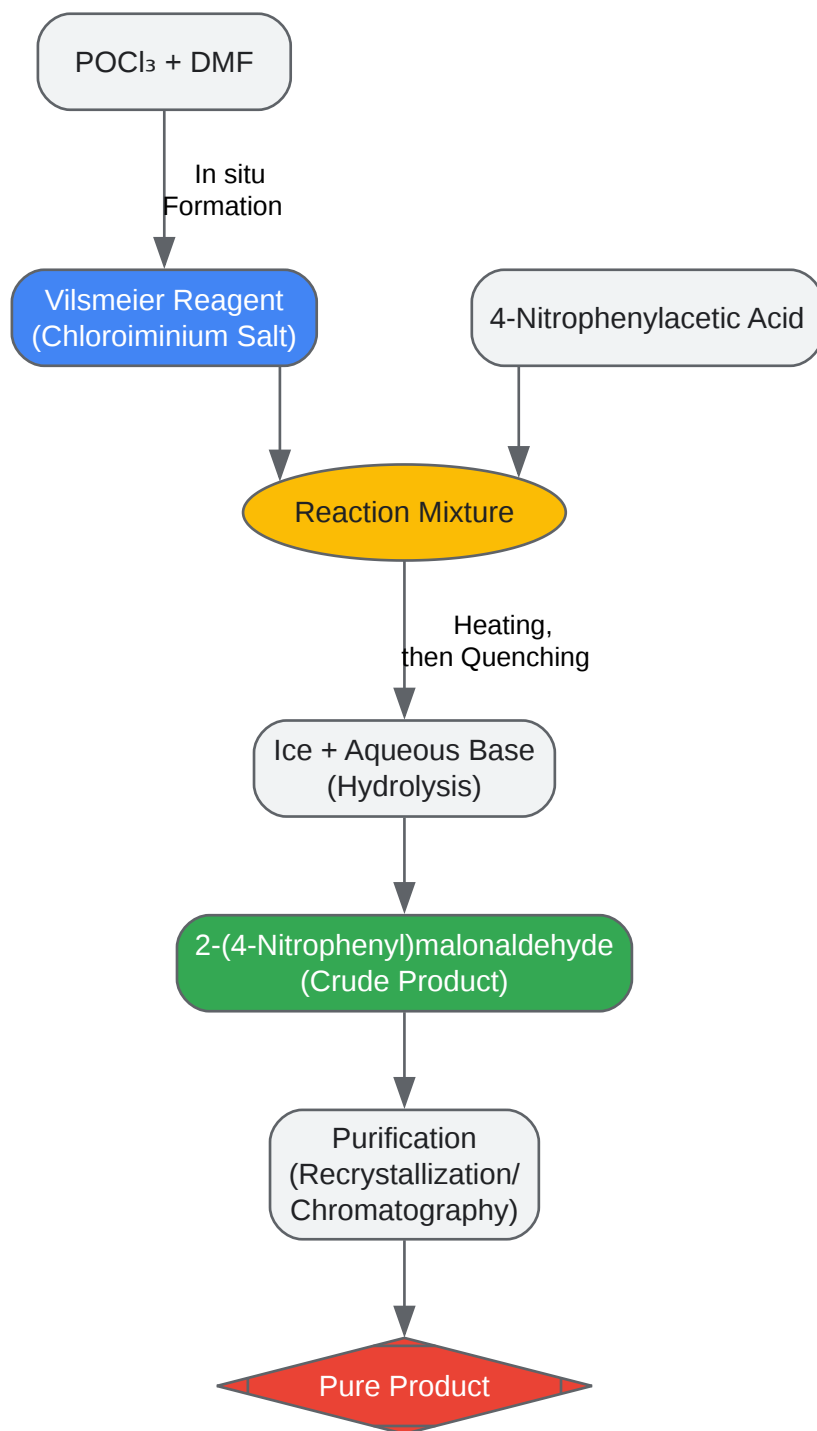 POCl₃ + DMF
In situ
Formation
Vilsmeier Reagent
(Chloroiminium Salt)
4-Nitrophenylacetic Acid
Reaction Mixture
Heating,
then Quenching
Ice + Aqueous Base
(Hydrolysis)
2-(4-Nitrophenyl)malonaldehyde
(Crude Product)
Purification
(Recrystallization/
Chromatography)
Pure Product